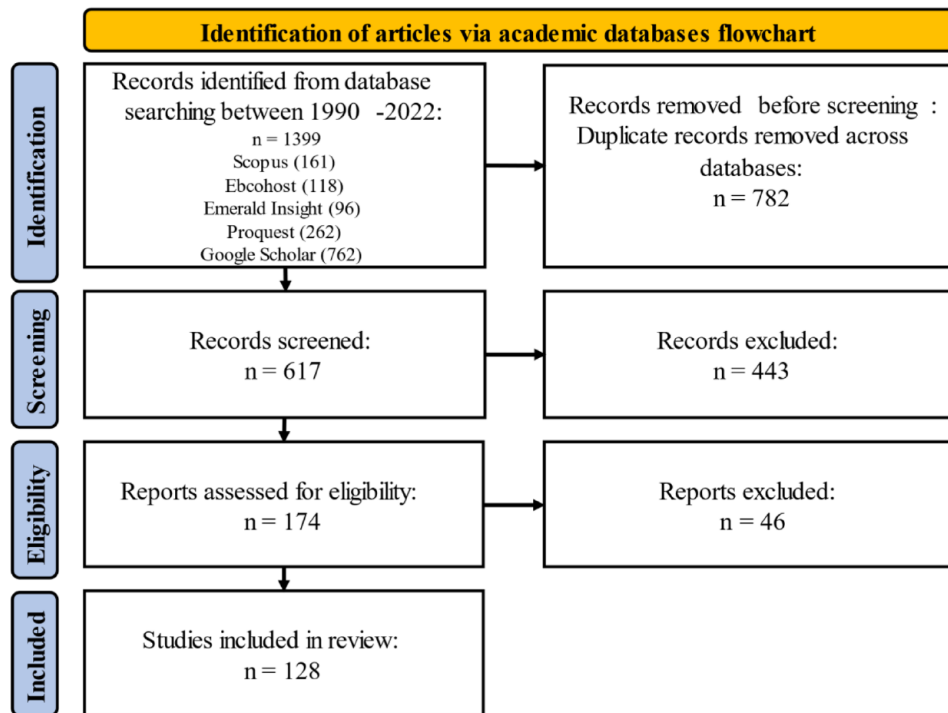 Identification of articles via academic databases flowchart
Identification
Records identified from database
searching between 1990 -2022:
n = 1399
Scopus (161)
Ebcohost (118)
Emerald Insight (96)
Proquest (262)
Google Scholar (762)
Records removed before screening :
Duplicate records removed across
databases:
n = 782
Screening
Records screened:
n = 617
Records excluded:
n = 443
Eligibility
Reports assessed for eligibility:
n = 174
Reports excluded:
n = 46
Included
Studies included in review:
n = 128